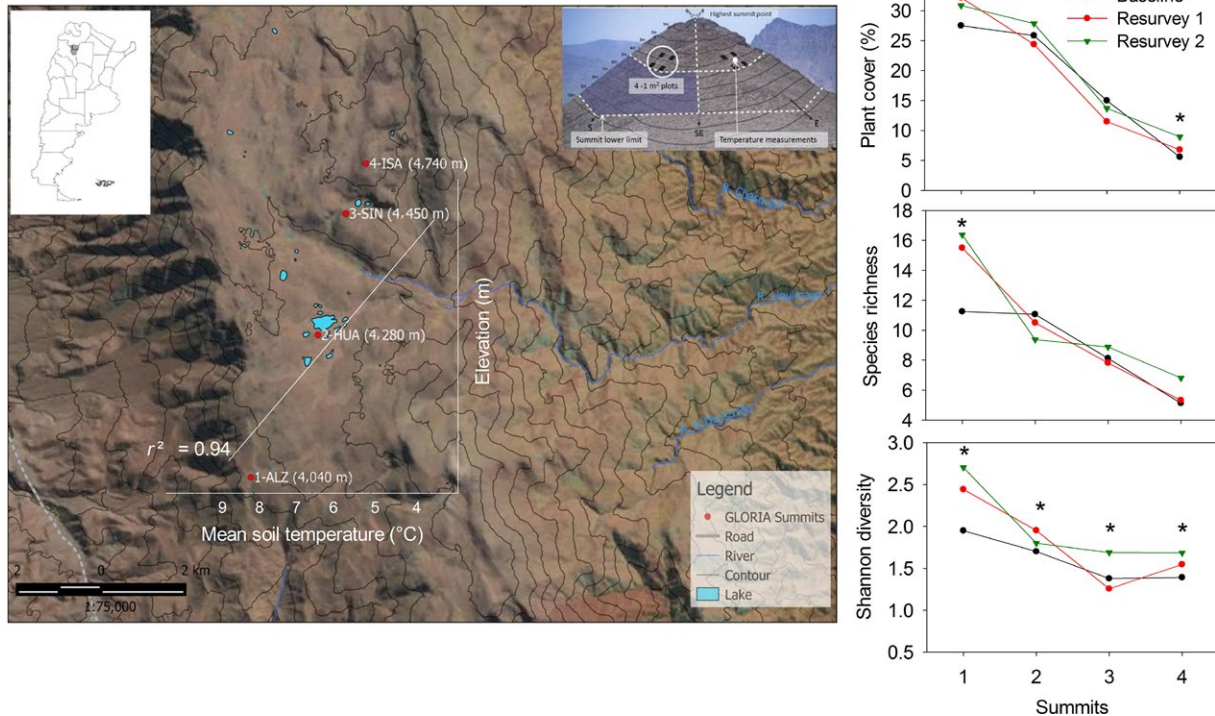 Highest summit point
4 -1 m² plots
S
SE
E
Summit lower limit
Temperature measurements
4-ISA (4,740 m)
3-SIN (4,450 m)
2-HUA (4,280 m)
1-ALZ (4,040 m)
Elevation (m)
r² = 0.94
9 8 7 6 5 4
Mean soil temperature (°C)
2 0 2 km
1:75,000
Legend
GLORIA Summits
Road
River
Contour
Lake
Baseline
Resurvey 1
Resurvey 2
Plant cover (%)
30
25
20
15
10
5
0
*
Species richness
18
16
14
12
10
8
6
4
*
Shannon diversity
3.0
2.5
2.0
1.5
1.0
0.5
* * * *
1 2 3 4
Summits